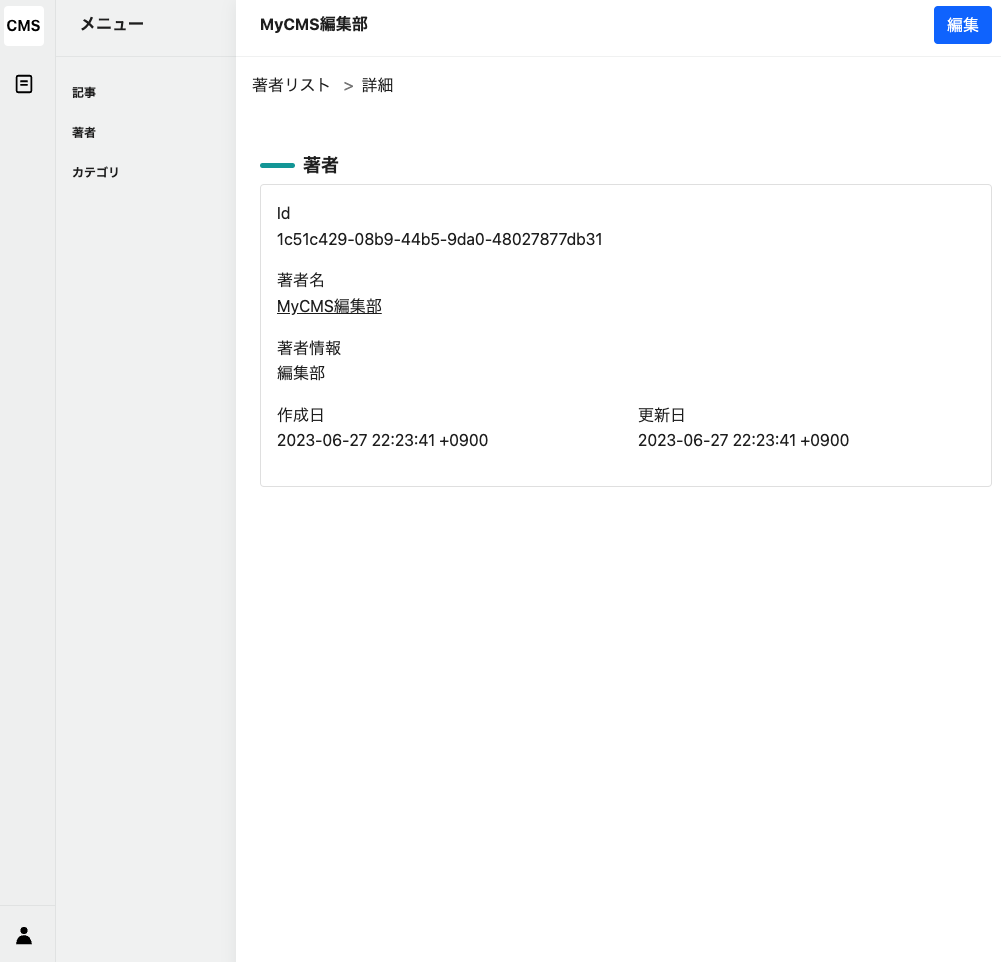 CMS
メニュー
記事
著者
カテゴリ
MyCMS編集部
編集
著者リスト > 詳細
著者
Id
1c51c429-08b9-44b5-9da0-48027877db31
著者名
MyCMS編集部
著者情報
編集部
作成日
2023-06-27 22:23:41 +0900
更新日
2023-06-27 22:23:41 +0900